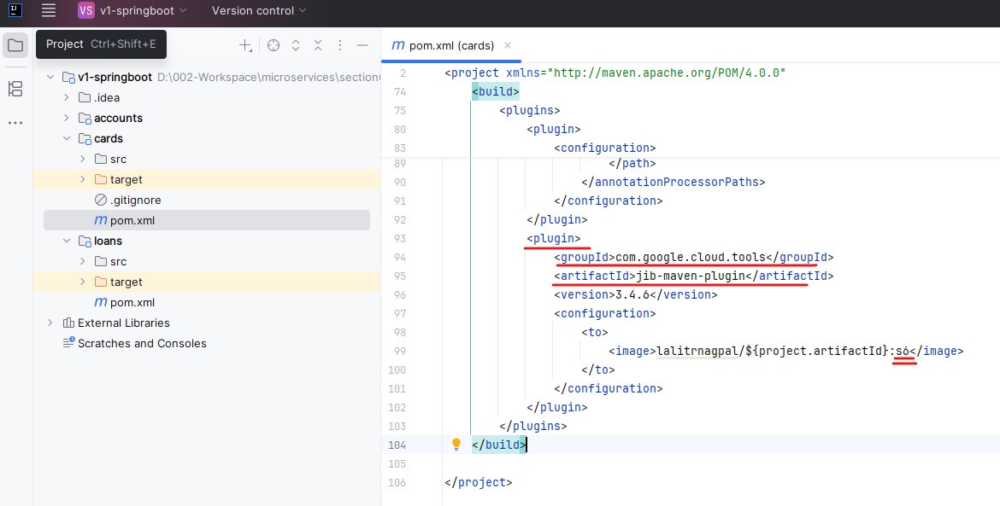 VS v1-springboot Version control
Project Ctrl+Shift+E
v1-springboot D:\002-Workspace\microservices\section
.idea
accounts
cards
src
target
.gitignore
m pom.xml
loans
src
target
m pom.xml
External Libraries
Scratches and Consoles
m pom.xml (cards)
2 <project xmlns="http://maven.apache.org/POM/4.0.0"
74 <build>
75 <plugins>
80 <plugin>
83 <configuration>
89 </path>
90 </annotationProcessorPaths>
91 </configuration>
92 </plugin>
93 <plugin>
94 <groupId>com.google.cloud.tools</groupId>
95 <artifactId>jib-maven-plugin</artifactId>
96 <version>3.4.6</version>
97 <configuration>
98 <to>
99 <image>lalitrnagpal/${project.artifactId}:s6</image>
100 </to>
101 </configuration>
102 </plugin>
103 </plugins>
104 </build>
105
106 </project>